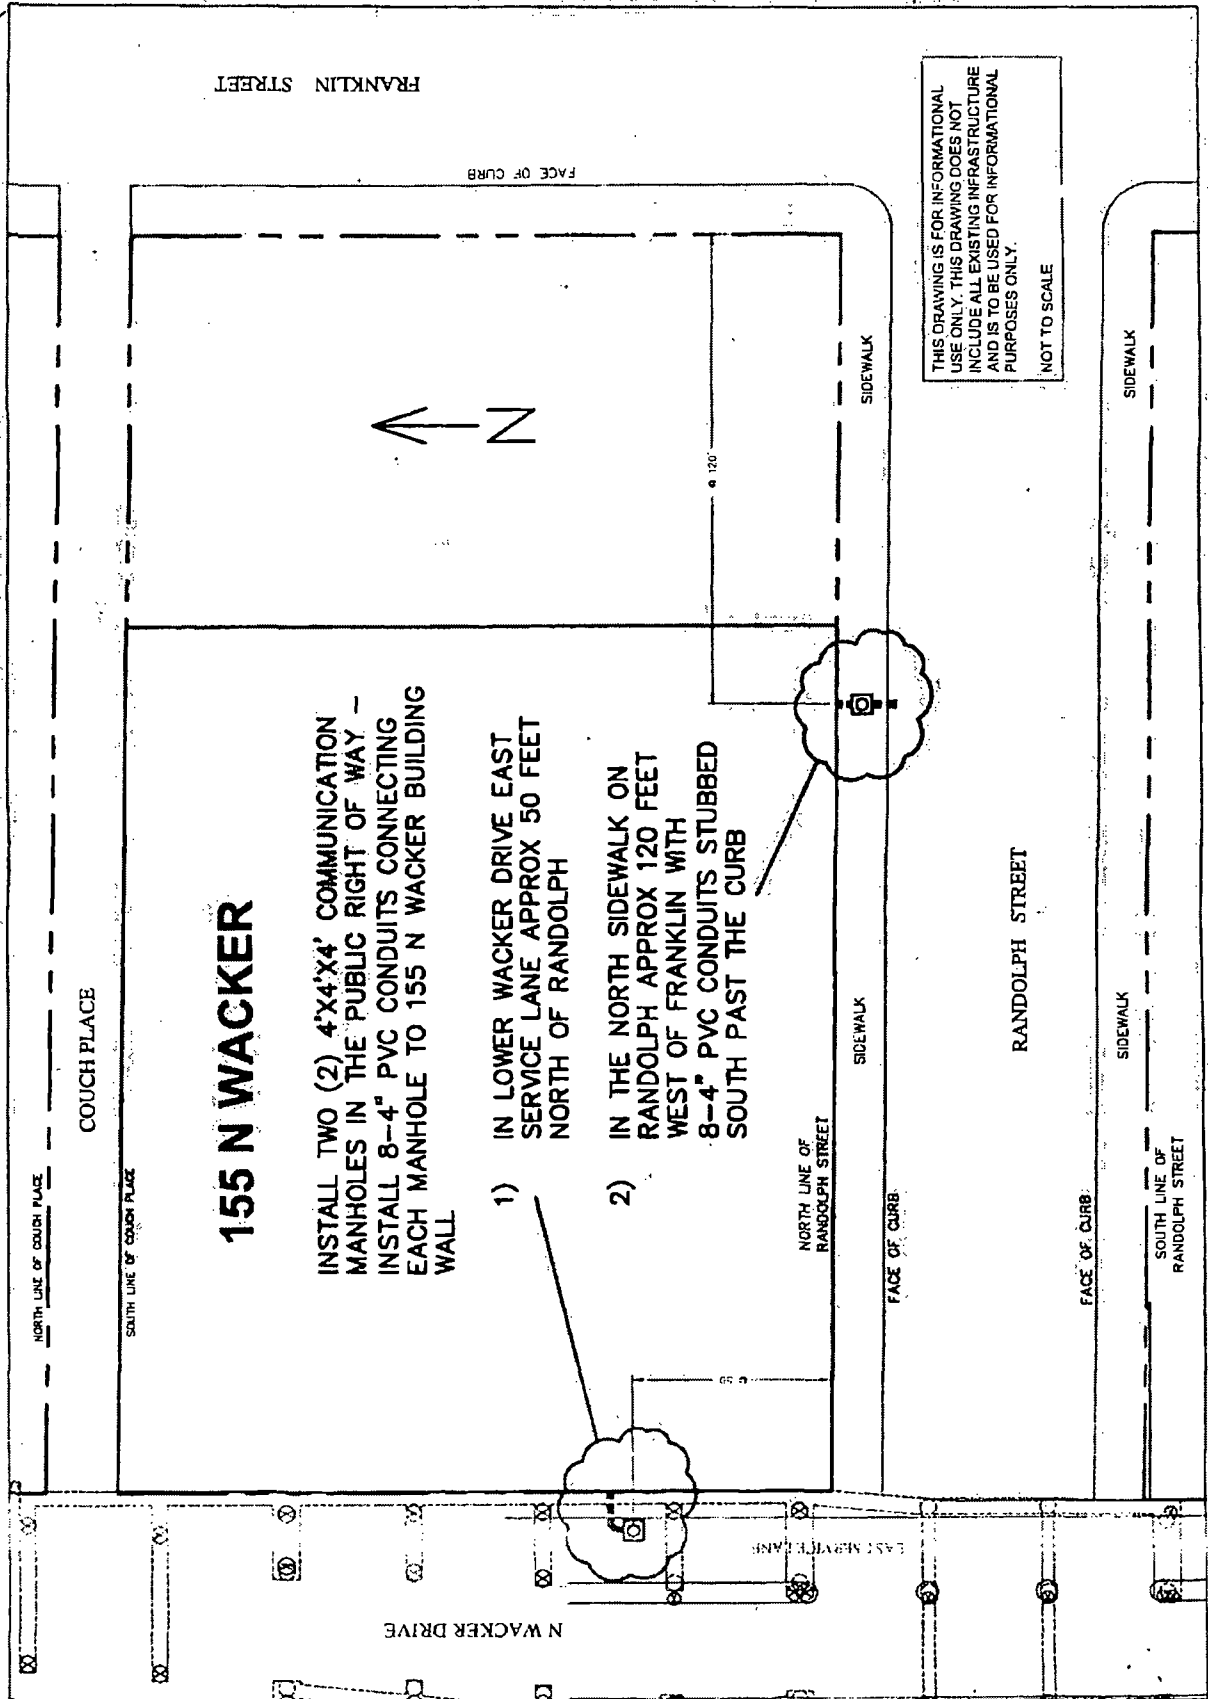 155 N WACKER
INSTALL TWO (2) 4'X4'X4' COMMUNICATION
MANHOLES IN THE PUBLIC RIGHT OF WAY -
INSTALL 8-4" PVC CONDUITS CONNECTING
EACH MANHOLE TO 155 N WACKER BUILDING
WALL
1) IN LOWER WACKER DRIVE EAST
SERVICE LANE APPROX 50 FEET
NORTH OF RANDOLPH
2) IN THE NORTH SIDEWALK ON
RANDOLPH APPROX 120 FEET
WEST OF FRANKLIN WITH
8-4" PVC CONDUITS STUBBED
SOUTH PAST THE CURB
NORTH LINE OF COUCH PLACE
COUCH PLACE
SOUTH LINE OF COUCH PLACE
FRANKLIN STREET
FACE OF CURB
N
120'
50
N WACKER DRIVE
EAST SERVICE LANE
NORTH LINE OF
RANDOLPH STREET
SIDEWALK
SIDEWALK
FACE OF CURB
RANDOLPH STREET
FACE OF CURB
SIDEWALK
SIDEWALK
SOUTH LINE OF
RANDOLPH STREET
THIS DRAWING IS FOR INFORMATIONAL
USE ONLY. THIS DRAWING DOES NOT
INCLUDE ALL EXISTING INFRASTRUCTURE
AND IS TO BE USED FOR INFORMATIONAL
PURPOSES ONLY.
NOT TO SCALE